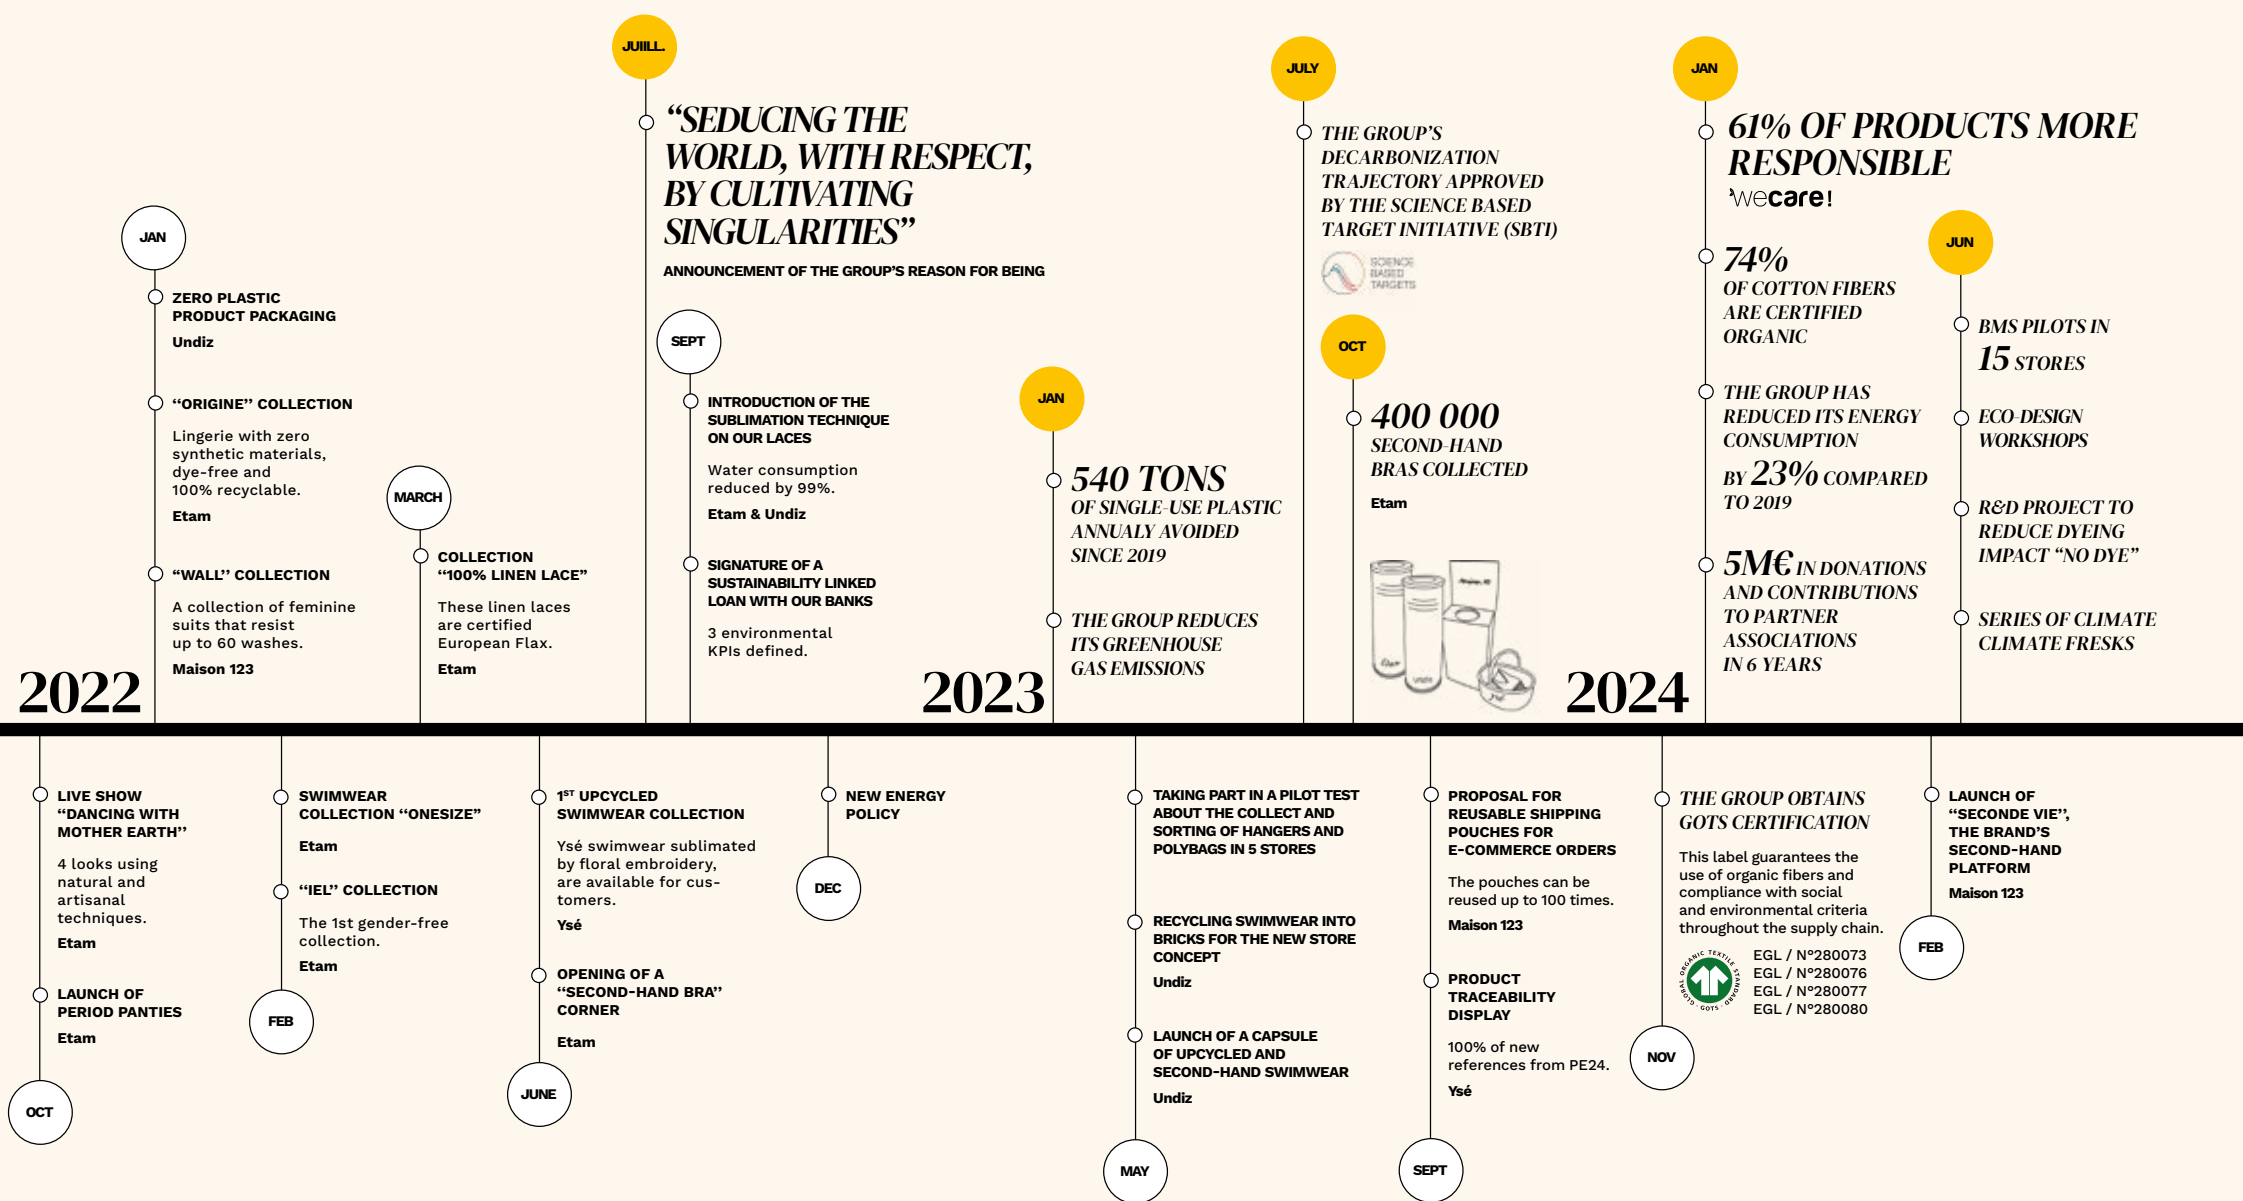 JUIILL.
“SEDUCING THE
WORLD, WITH RESPECT,
BY CULTIVATING
SINGULARITIES”
ANNOUNCEMENT OF THE GROUP’S REASON FOR BEING
JULY
THE GROUP’S
DECARBONIZATION
TRAJECTORY APPROVED
BY THE SCIENCE BASED
TARGET INITIATIVE (SBTI)
SCIENCE
BASED
TARGETS
JAN
61% OF PRODUCTS MORE
RESPONSIBLE
wecare!
74%
OF COTTON FIBERS
ARE CERTIFIED
ORGANIC
THE GROUP HAS
REDUCED ITS ENERGY
CONSUMPTION
BY 23% COMPARED
TO 2019
5M€ IN DONATIONS
AND CONTRIBUTIONS
TO PARTNER
ASSOCIATIONS
IN 6 YEARS
JUN
BMS PILOTS IN
15 STORES
ECO-DESIGN
WORKSHOPS
R&D PROJECT TO
REDUCE DYEING
IMPACT “NO DYE”
SERIES OF CLIMATE
CLIMATE FRESKS
JAN
ZERO PLASTIC
PRODUCT PACKAGING
Undiz
“ORIGINE” COLLECTION
Lingerie with zero
synthetic materials,
dye-free and
100% recyclable.
Etam
“WALL” COLLECTION
A collection of feminine
suits that resist
up to 60 washes.
Maison 123
MARCH
COLLECTION
“100% LINEN LACE”
These linen laces
are certified
European Flax.
Etam
SEPT
INTRODUCTION OF THE
SUBLIMATION TECHNIQUE
ON OUR LACES
Water consumption
reduced by 99%.
Etam & Undiz
SIGNATURE OF A
SUSTAINABILITY LINKED
LOAN WITH OUR BANKS
3 environmental
KPIs defined.
JAN
540 TONS
OF SINGLE-USE PLASTIC
ANNUALY AVOIDED
SINCE 2019
THE GROUP REDUCES
ITS GREENHOUSE
GAS EMISSIONS
OCT
400 000
SECOND-HAND
BRAS COLLECTED
Etam
2022
2023
2024
LIVE SHOW
“DANCING WITH
MOTHER EARTH”
4 looks using
natural and
artisanal
techniques.
Etam
LAUNCH OF
PERIOD PANTIES
Etam
OCT
SWIMWEAR
COLLECTION “ONESIZE”
Etam
“IEL” COLLECTION
The 1st gender-free
collection.
Etam
FEB
1ST UPCYCLED
SWIMWEAR COLLECTION
Ysé swimwear sublimated
by floral embroidery,
are available for cus-
tomers.
Ysé
OPENING OF A
“SECOND-HAND BRA”
CORNER
Etam
JUNE
NEW ENERGY
POLICY
DEC
TAKING PART IN A PILOT TEST
ABOUT THE COLLECT AND
SORTING OF HANGERS AND
POLYBAGS IN 5 STORES
RECYCLING SWIMWEAR INTO
BRICKS FOR THE NEW STORE
CONCEPT
Undiz
LAUNCH OF A CAPSULE
OF UPCYCLED AND
SECOND-HAND SWIMWEAR
Undiz
MAY
PROPOSAL FOR
REUSABLE SHIPPING
POUCHES FOR
E-COMMERCE ORDERS
The pouches can be
reused up to 100 times.
Maison 123
PRODUCT
TRACEABILITY
DISPLAY
100% of new
references from PE24.
Ysé
SEPT
THE GROUP OBTAINS
GOTS CERTIFICATION
This label guarantees the
use of organic fibers and
compliance with social
and environmental criteria
throughout the supply chain.
GLOBAL ORGANIC TEXTILE STANDARD · GOTS ·
EGL / N°280073
EGL / N°280076
EGL / N°280077
EGL / N°280080
NOV
LAUNCH OF
“SECONDE VIE”,
THE BRAND’S
SECOND-HAND
PLATFORM
Maison 123
FEB